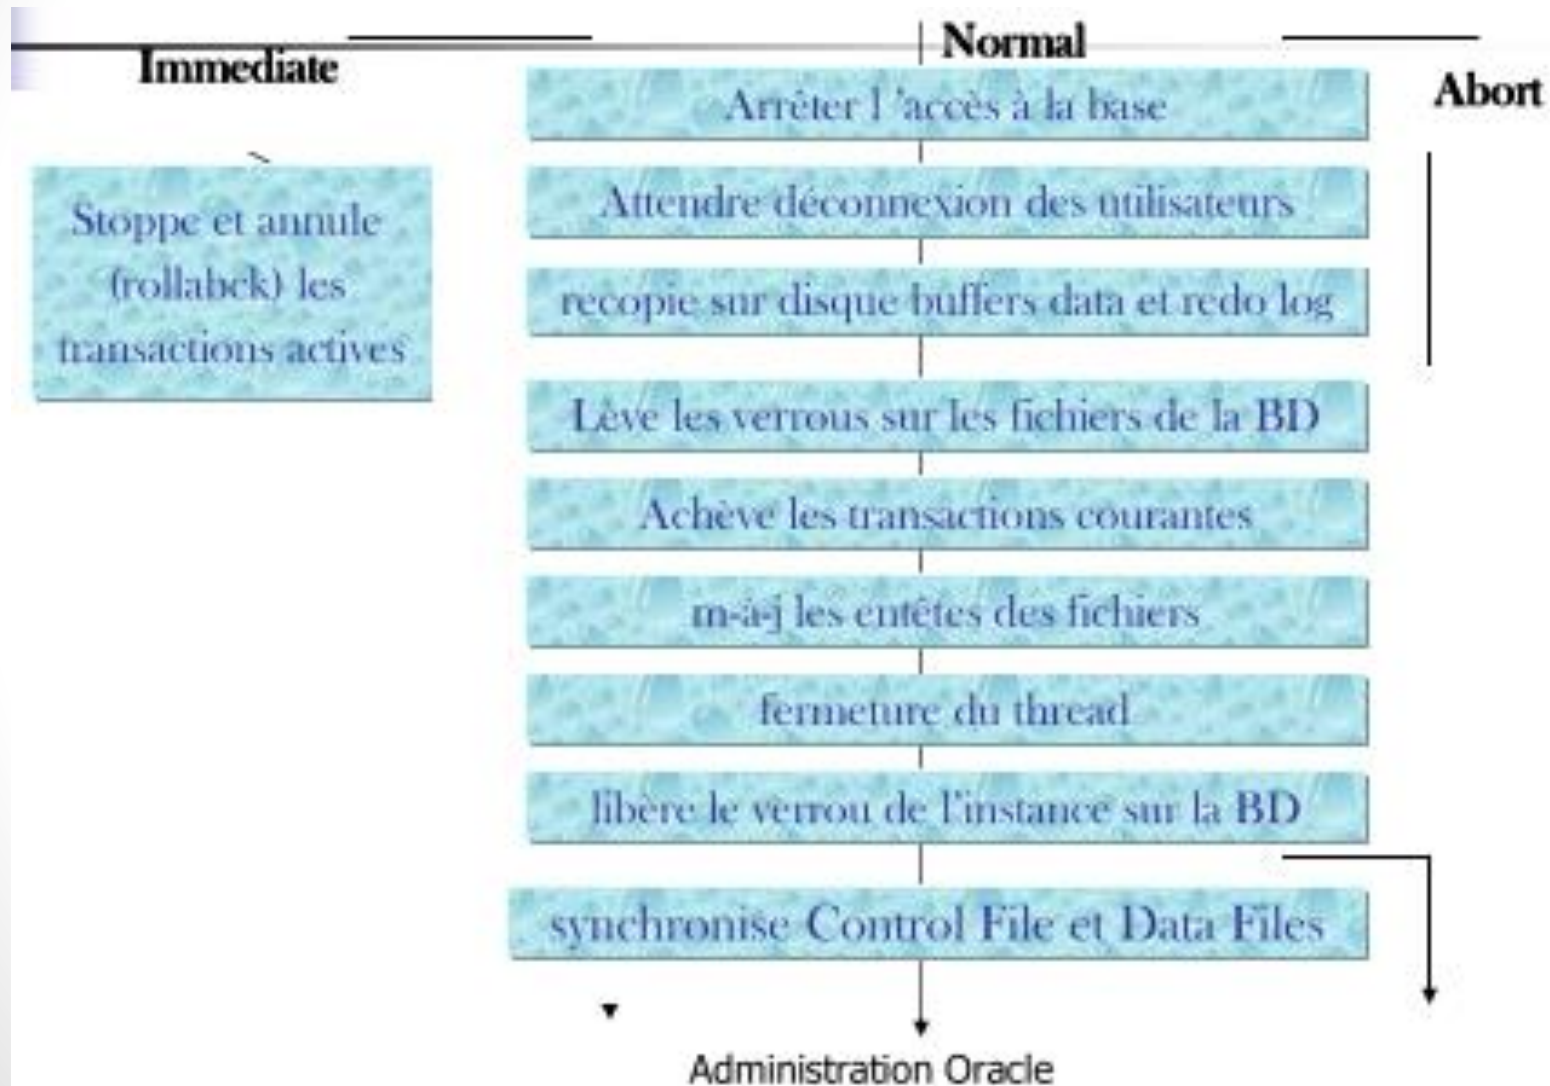 Immediate
Normal
Abort
Arrêter l 'accès à la base
Attendre déconnexion des utilisateurs
Stoppe et annule
(rollabck) les
transactions actives
recopie sur disque buffers data et redo log
Lève les verrous sur les fichiers de la BD
Achève les transactions courantes
m-à-j les entêtes des fichiers
fermeture du thread
libère le verrou de l'instance sur la BD
synchronise Control File et Data Files
Administration Oracle